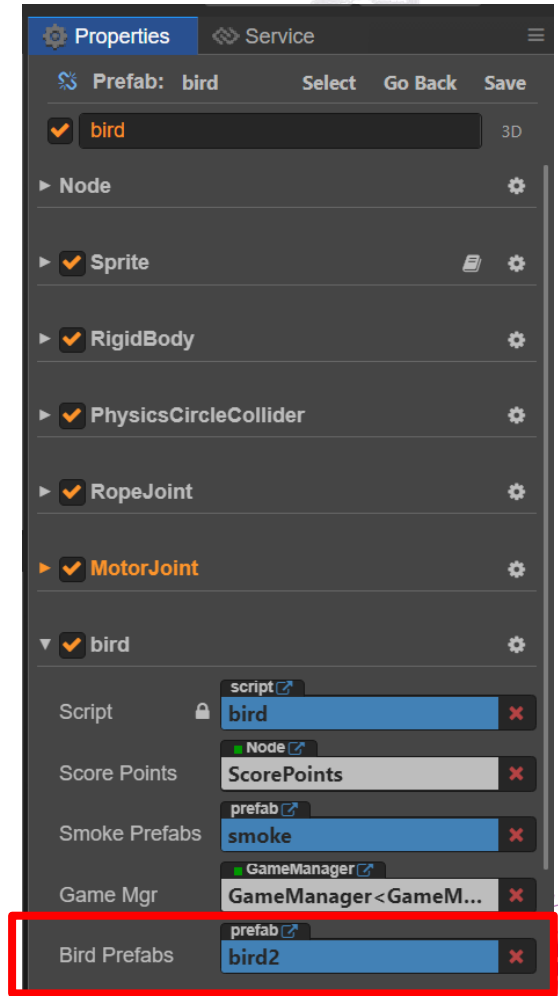 Properties Service
Prefab: bird Select Go Back Save
bird 3D
Node
Sprite
RigidBody
PhysicsCircleCollider
RopeJoint
MotorJoint
bird
script
Script bird
Node
Score Points ScorePoints
prefab
Smoke Prefabs smoke
GameManager
Game Mgr GameManager<GameM...
prefab
Bird Prefabs bird2